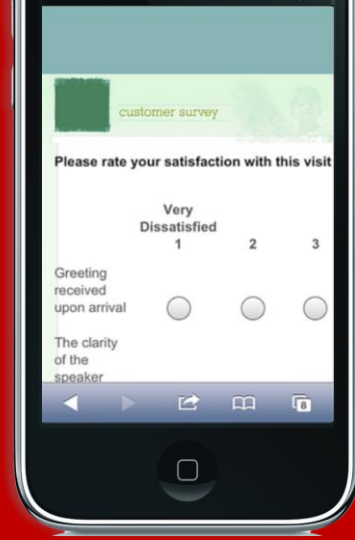 customer survey
Please rate your satisfaction with this visit
Very
Dissatisfied
1 2 3
Greeting
received
upon arrival
The clarity
of the
speaker
8